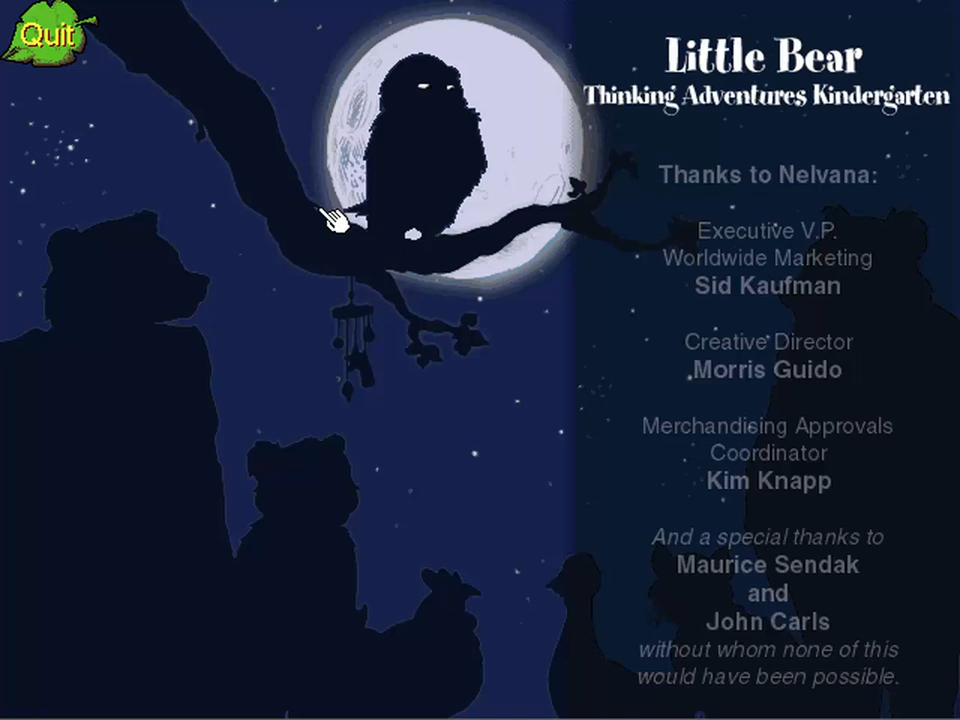 Quit
Little Bear
Thinking Adventures Kindergarten
Thanks to Nelvana:
Executive V.P.
Worldwide Marketing
Sid Kaufman
Creative Director
Morris Guido
Merchandising Approvals
Coordinator
Kim Knapp
And a special thanks to
Maurice Sendak
and
John Carls
without whom none of this
would have been possible.